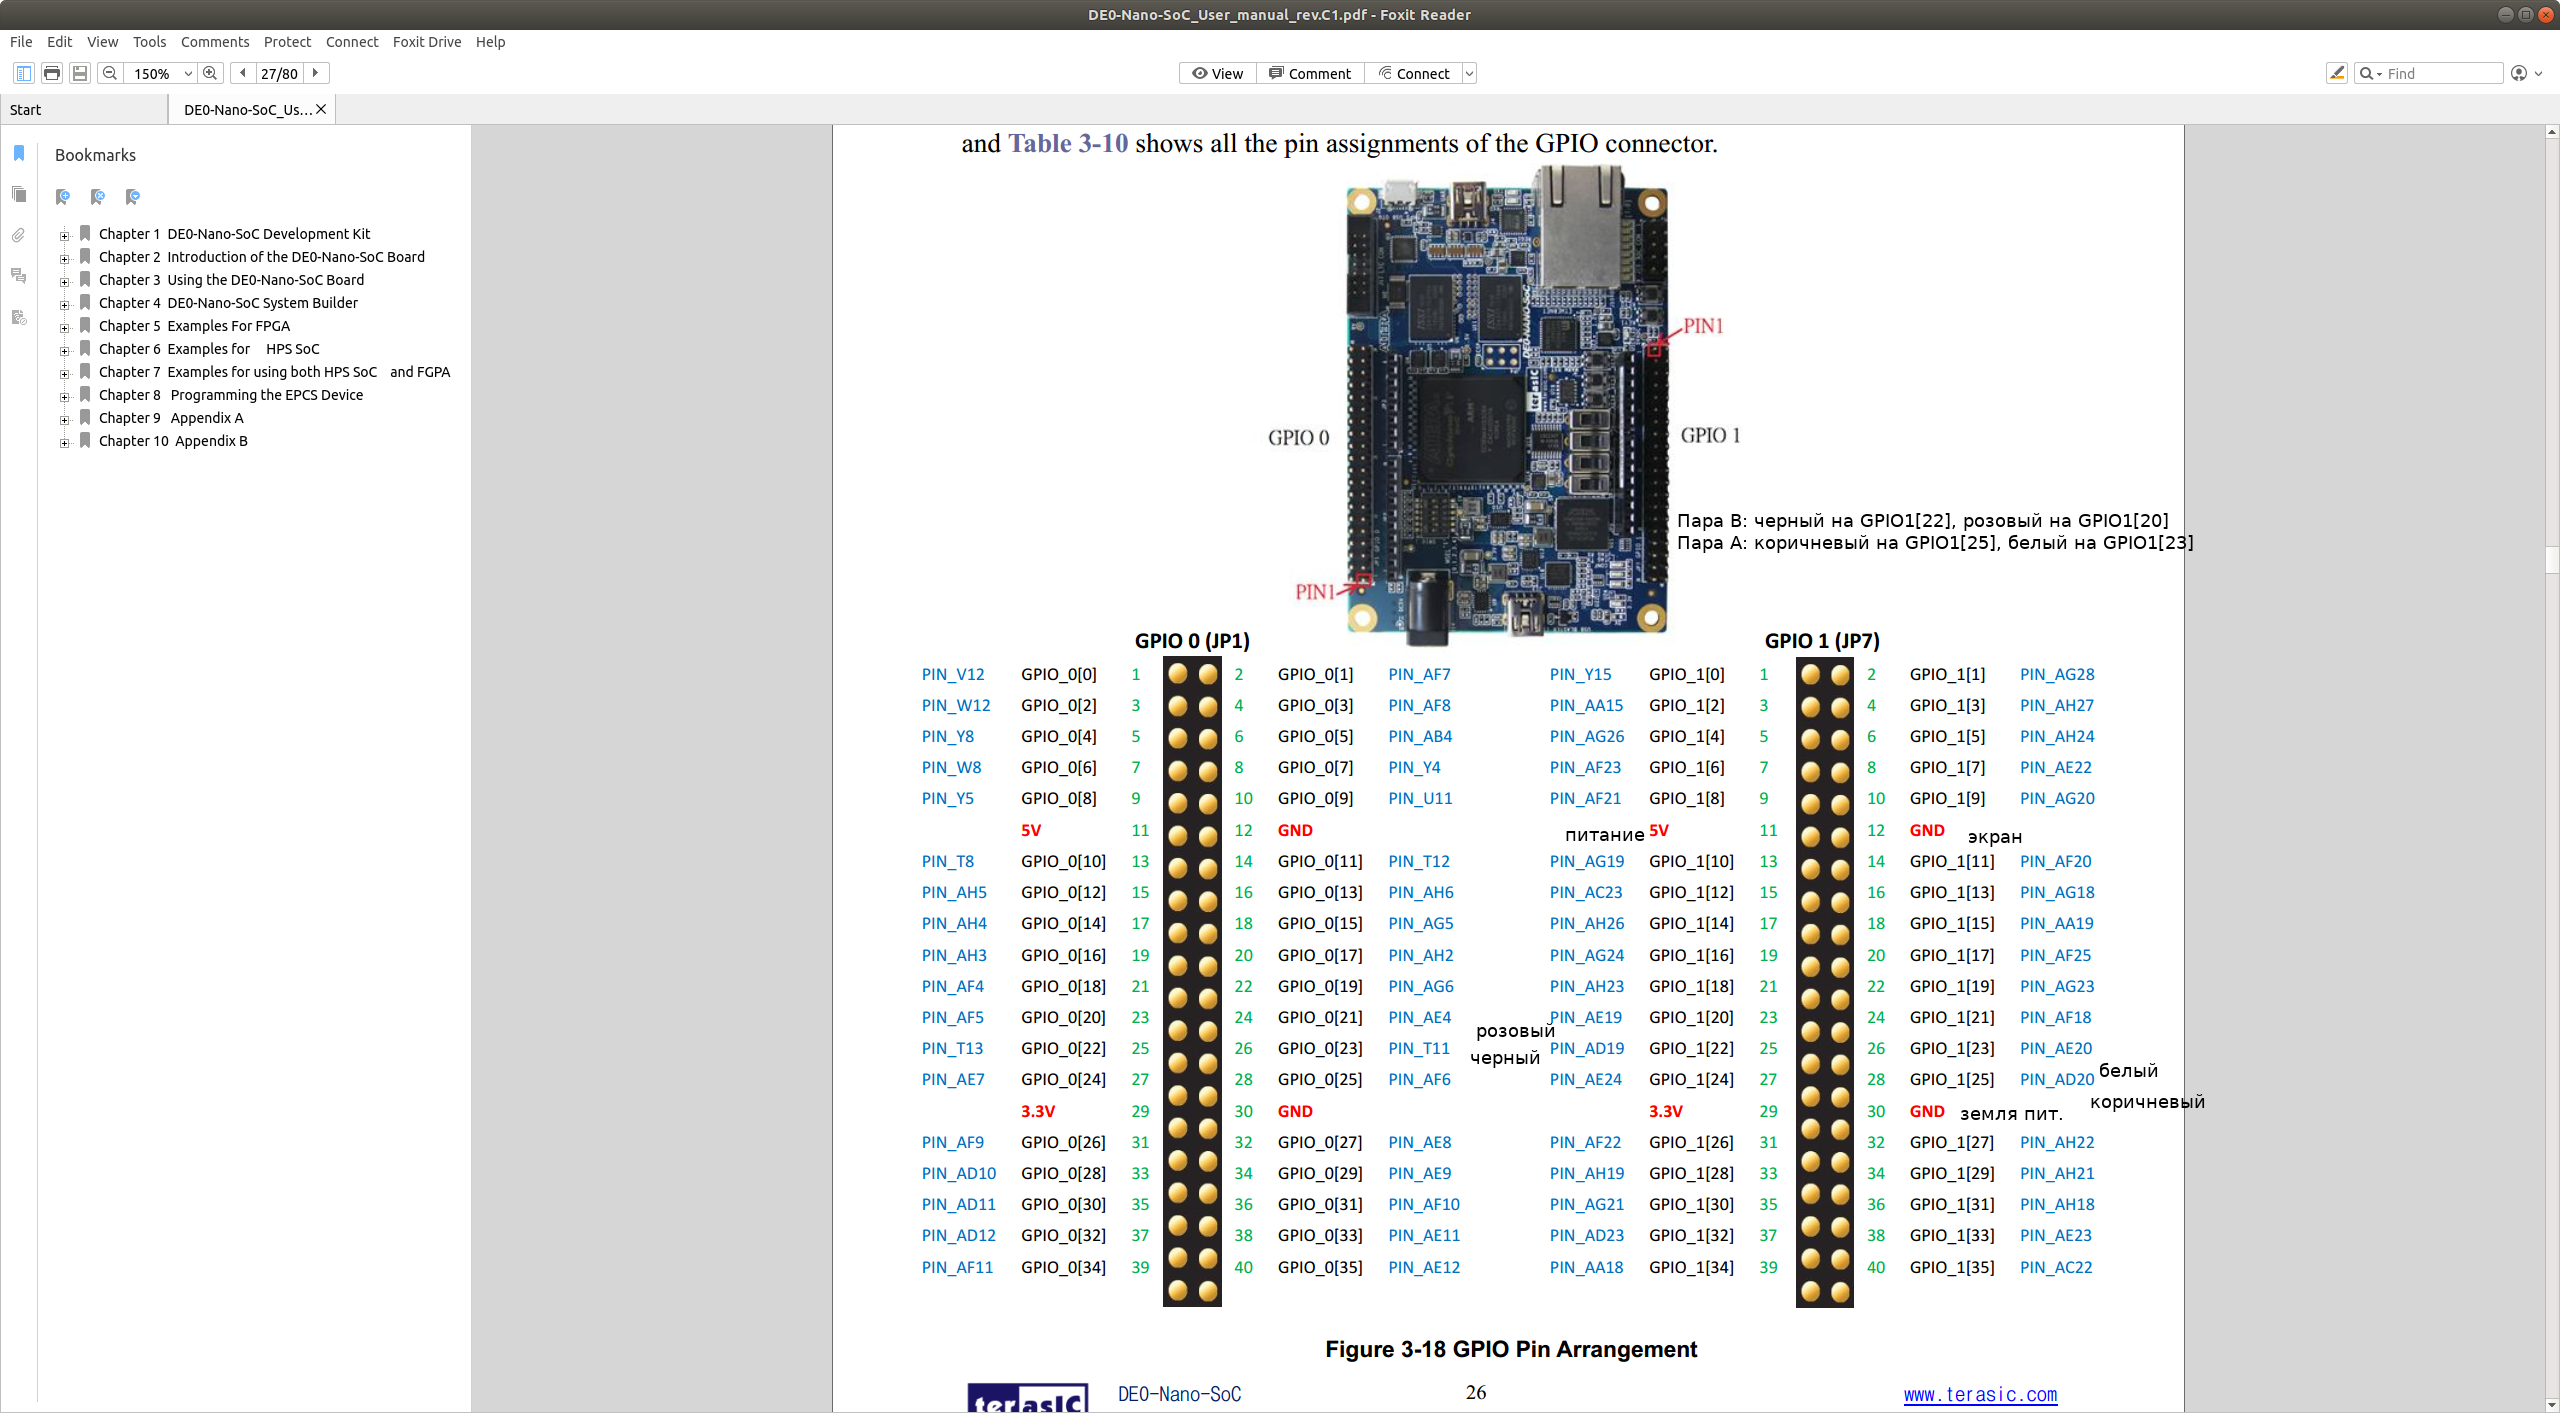 DE0-Nano-SoC_User_manual_rev.C1.pdf - Foxit Reader
File Edit View Tools Comments Protect Connect Foxit Drive Help
150% 27/80 View Comment Connect Find
Start DE0-Nano-SoC_Us...
Bookmarks
Chapter 1 DE0-Nano-SoC Development Kit
Chapter 2 Introduction of the DE0-Nano-SoC Board
Chapter 3 Using the DE0-Nano-SoC Board
Chapter 4 DE0-Nano-SoC System Builder
Chapter 5 Examples For FPGA
Chapter 6 Examples for HPS SoC
Chapter 7 Examples for using both HPS SoC and FGPA
Chapter 8 Programming the EPCS Device
Chapter 9 Appendix A
Chapter 10 Appendix B
and Table 3-10 shows all the pin assignments of the GPIO connector.
PIN1
GPIO 0
GPIO 1
Пара B: черный на GPIO1[22], розовый на GPIO1[20]
Пара A: коричневый на GPIO1[25], белый на GPIO1[23]
PIN1
DE0-NANO-SoC
terasIC
GPIO 0 (JP1) GPIO 1 (JP7)
PIN_V12 GPIO_0[0] 1 2 GPIO_0[1] PIN_AF7 PIN_Y15 GPIO_1[0] 1 2 GPIO_1[1] PIN_AG28
PIN_W12 GPIO_0[2] 3 4 GPIO_0[3] PIN_AF8 PIN_AA15 GPIO_1[2] 3 4 GPIO_1[3] PIN_AH27
PIN_Y8 GPIO_0[4] 5 6 GPIO_0[5] PIN_AB4 PIN_AG26 GPIO_1[4] 5 6 GPIO_1[5] PIN_AH24
PIN_W8 GPIO_0[6] 7 8 GPIO_0[7] PIN_Y4 PIN_AF23 GPIO_1[6] 7 8 GPIO_1[7] PIN_AE22
PIN_Y5 GPIO_0[8] 9 10 GPIO_0[9] PIN_U11 PIN_AF21 GPIO_1[8] 9 10 GPIO_1[9] PIN_AG20
5V 11 12 GND питание 5V 11 12 GND экран
PIN_T8 GPIO_0[10] 13 14 GPIO_0[11] PIN_T12 PIN_AG19 GPIO_1[10] 13 14 GPIO_1[11] PIN_AF20
PIN_AH5 GPIO_0[12] 15 16 GPIO_0[13] PIN_AH6 PIN_AC23 GPIO_1[12] 15 16 GPIO_1[13] PIN_AG18
PIN_AH4 GPIO_0[14] 17 18 GPIO_0[15] PIN_AG5 PIN_AH26 GPIO_1[14] 17 18 GPIO_1[15] PIN_AA19
PIN_AH3 GPIO_0[16] 19 20 GPIO_0[17] PIN_AH2 PIN_AG24 GPIO_1[16] 19 20 GPIO_1[17] PIN_AF25
PIN_AF4 GPIO_0[18] 21 22 GPIO_0[19] PIN_AG6 PIN_AH23 GPIO_1[18] 21 22 GPIO_1[19] PIN_AG23
PIN_AF5 GPIO_0[20] 23 24 GPIO_0[21] PIN_AE4 розовый PIN_AE19 GPIO_1[20] 23 24 GPIO_1[21] PIN_AF18
PIN_T13 GPIO_0[22] 25 26 GPIO_0[23] PIN_T11 черный PIN_AD19 GPIO_1[22] 25 26 GPIO_1[23] PIN_AE20 белый
PIN_AE7 GPIO_0[24] 27 28 GPIO_0[25] PIN_AF6 PIN_AE24 GPIO_1[24] 27 28 GPIO_1[25] PIN_AD20 коричневый
3.3V 29 30 GND 3.3V 29 30 GND земля пит.
PIN_AF9 GPIO_0[26] 31 32 GPIO_0[27] PIN_AE8 PIN_AF22 GPIO_1[26] 31 32 GPIO_1[27] PIN_AH22
PIN_AD10 GPIO_0[28] 33 34 GPIO_0[29] PIN_AE9 PIN_AH19 GPIO_1[28] 33 34 GPIO_1[29] PIN_AH21
PIN_AD11 GPIO_0[30] 35 36 GPIO_0[31] PIN_AF10 PIN_AG21 GPIO_1[30] 35 36 GPIO_1[31] PIN_AH18
PIN_AD12 GPIO_0[32] 37 38 GPIO_0[33] PIN_AE11 PIN_AD23 GPIO_1[32] 37 38 GPIO_1[33] PIN_AE23
PIN_AF11 GPIO_0[34] 39 40 GPIO_0[35] PIN_AE12 PIN_AA18 GPIO_1[34] 39 40 GPIO_1[35] PIN_AC22
Figure 3-18 GPIO Pin Arrangement
terasIC DE0-Nano-SoC 26 www.terasic.com